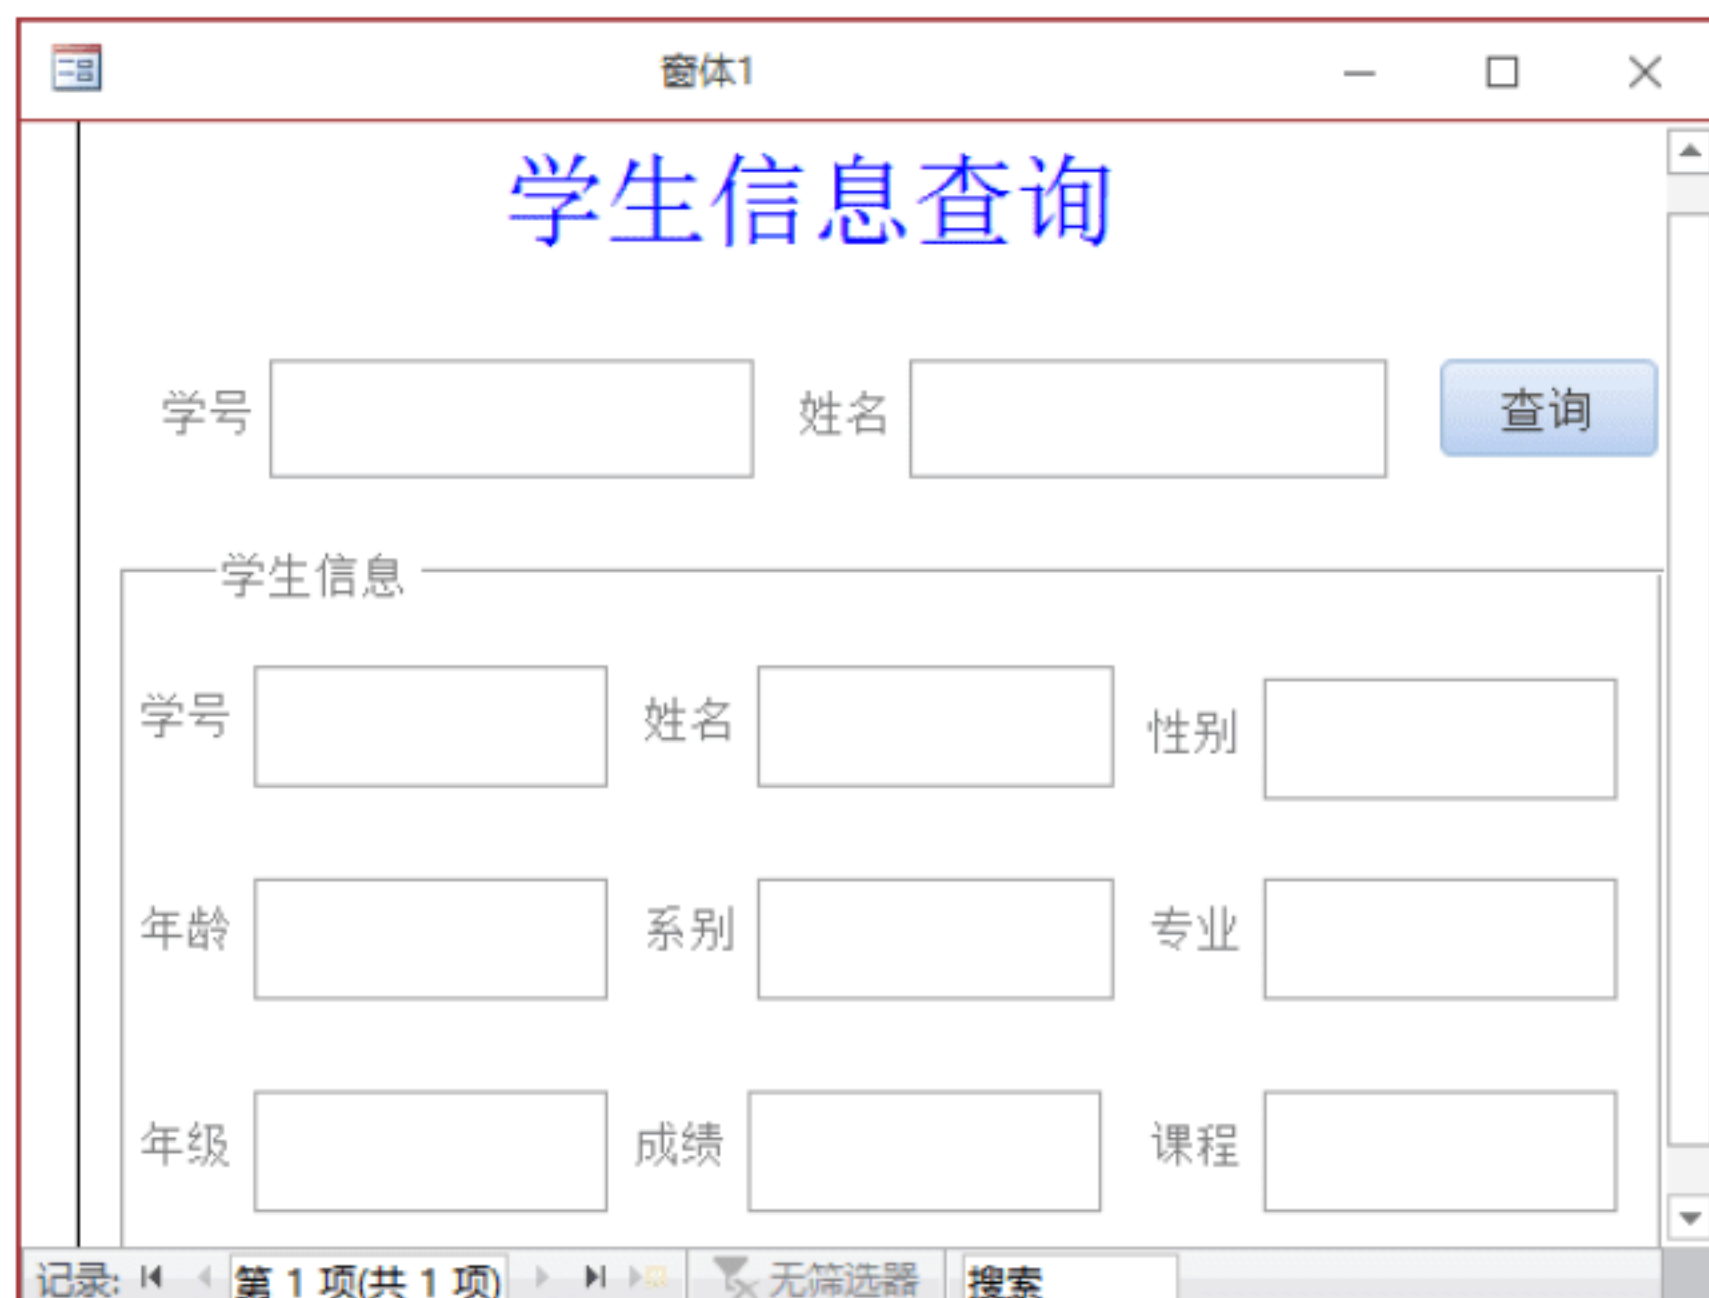 窗体1
学生信息查询
学号 姓名 查询
学生信息
学号 姓名 性别
年龄 系别 专业
年级 成绩 课程
记录: 第 1 项(共 1 项) 无筛选器 搜索